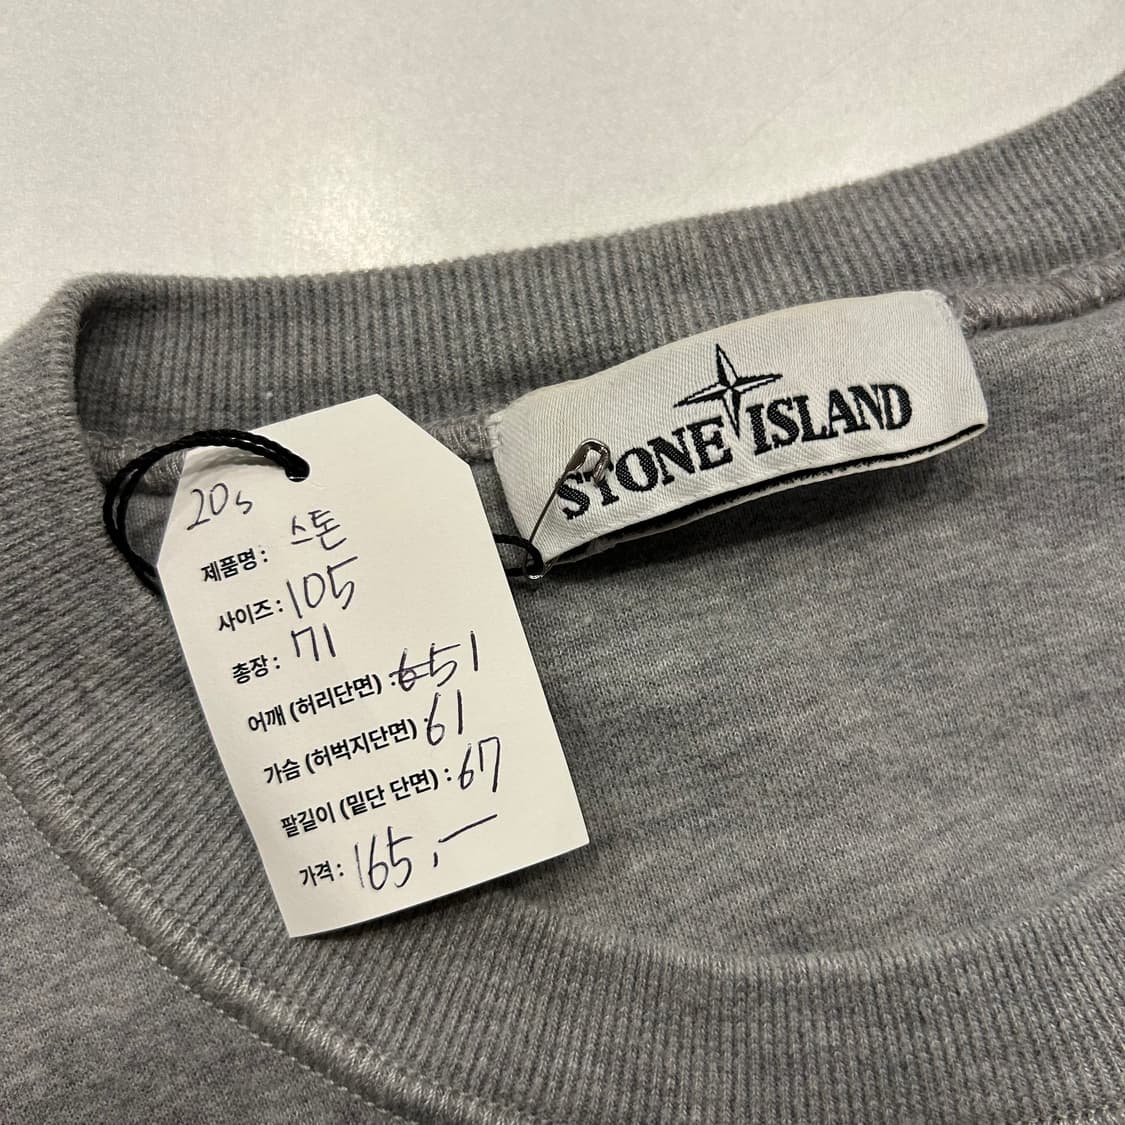 STONE ISLAND
20s
제품명 : 스톤
사이즈 : 105
총장 : 71
어깨 (허리단면) : 51
가슴 (허벅지단면) : 61
팔길이 (밑단 단면) : 67
가격 : 165,—